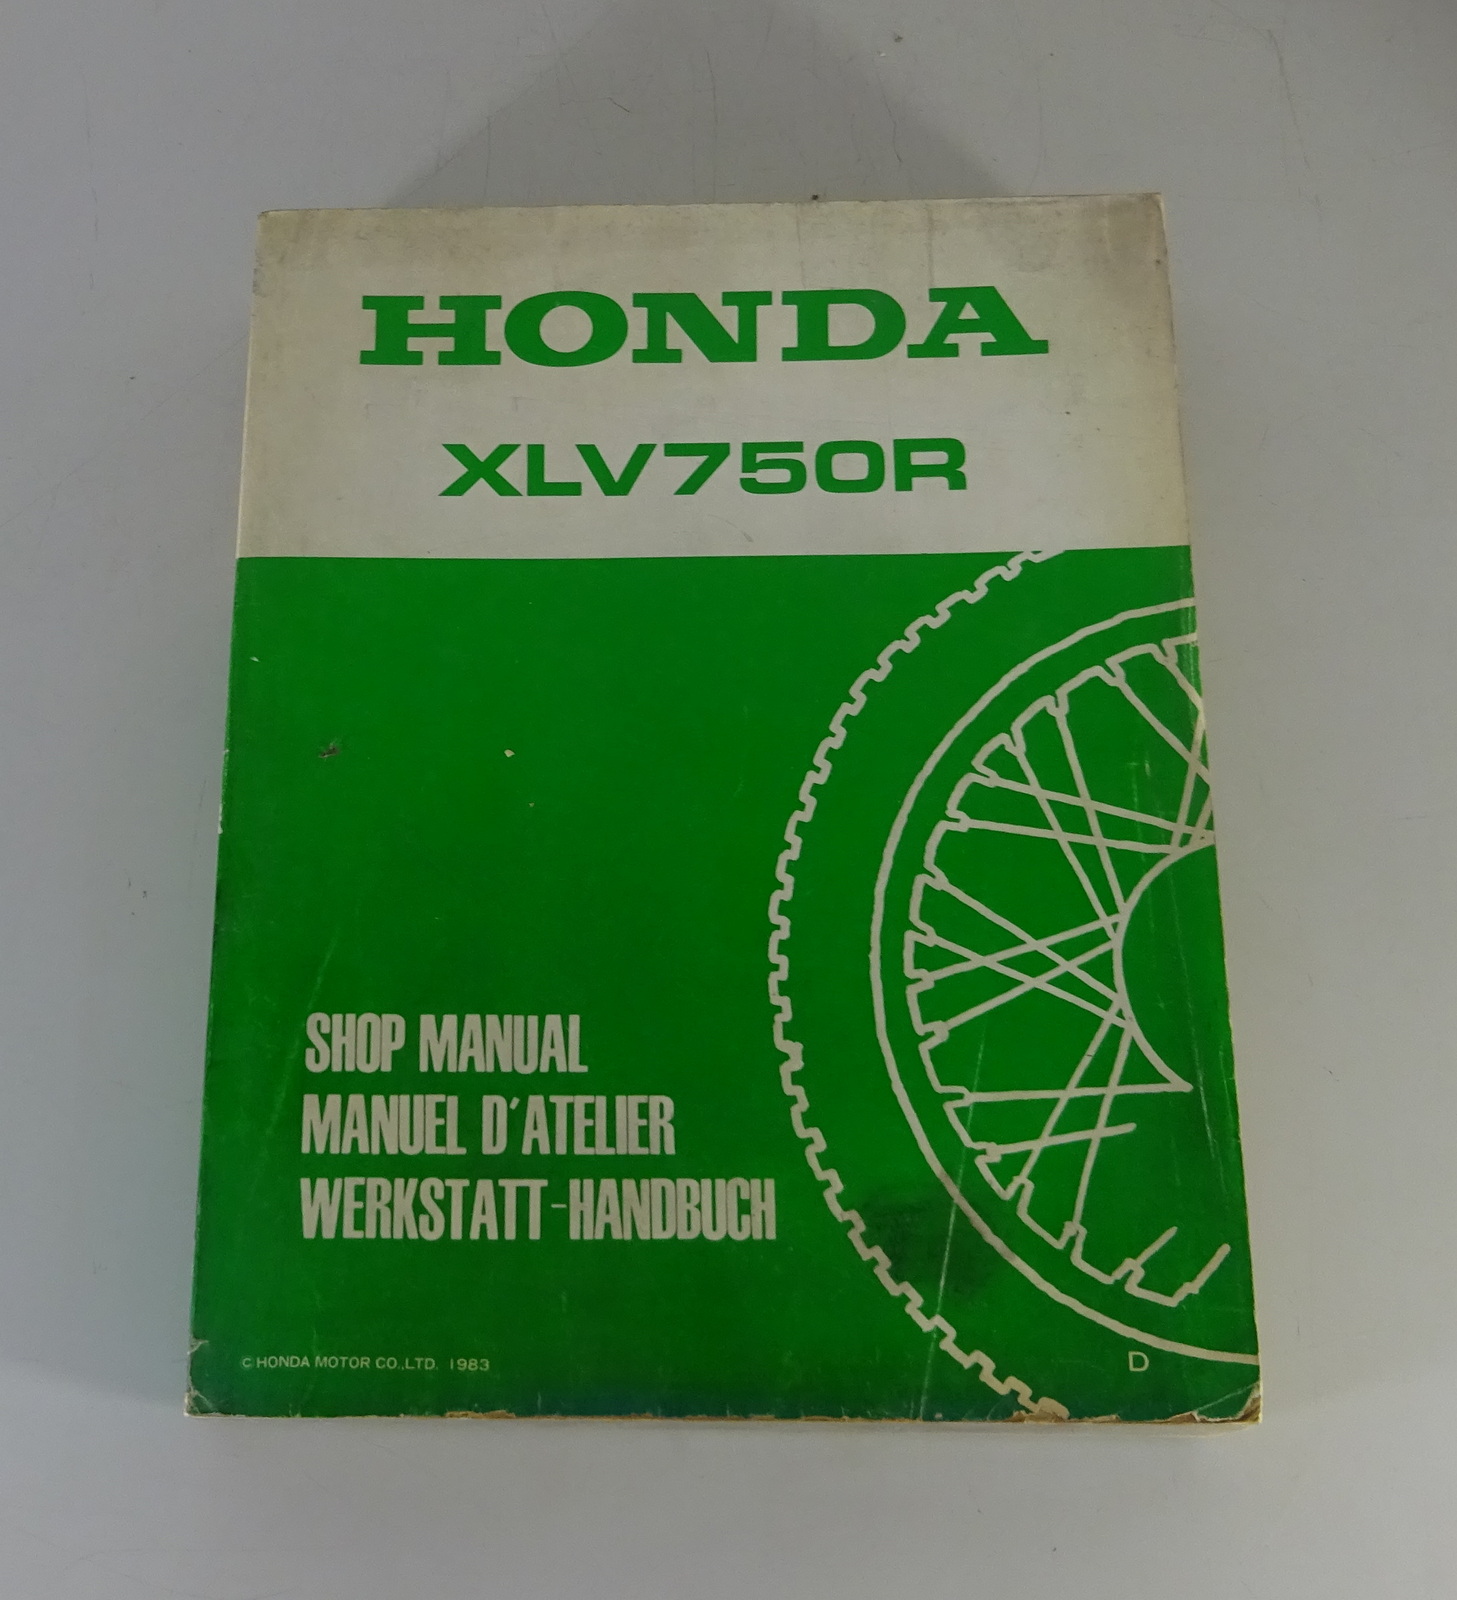 HONDA
XLV750R
SHOP MANUAL
MANUEL D'ATELIER
WERKSTATT-HANDBUCH
© HONDA MOTOR CO.,LTD. 1983
D